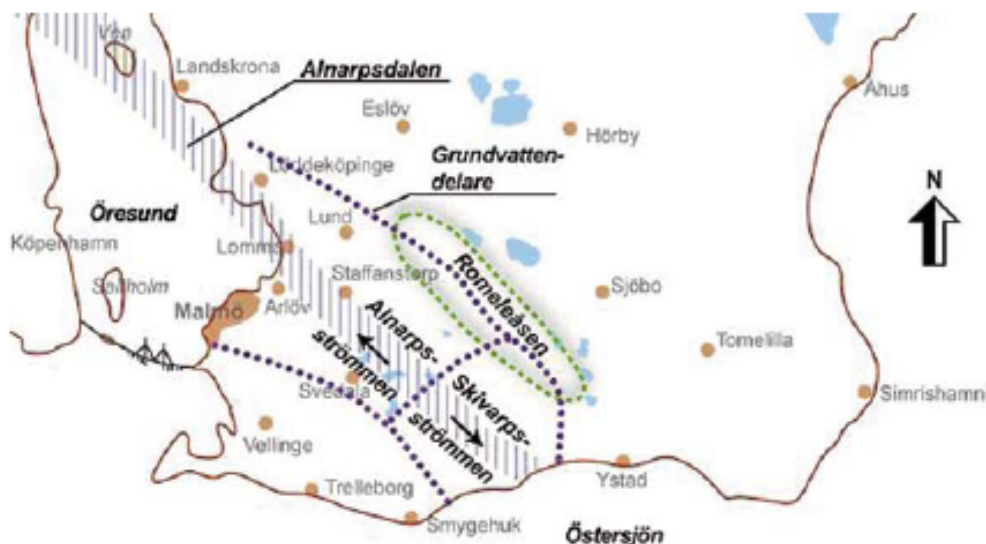 Ven
Landskrona
Alnarpsdalen
Åhus
Eslöv
Hörby
Grundvatten-
delare
Löddeköpinge
N
Öresund
Lund
Köpenhamn
Lomma
Romeleåsen
Staffanstorp
Saltholm
Sjöbo
Arlöv
Malmö
Alnarps-
strömmen
Tomelilla
Skivarps-
strömmen
Svedala
Simrishamn
Vellinge
Ystad
Trelleborg
Smygehuk
Östersjön